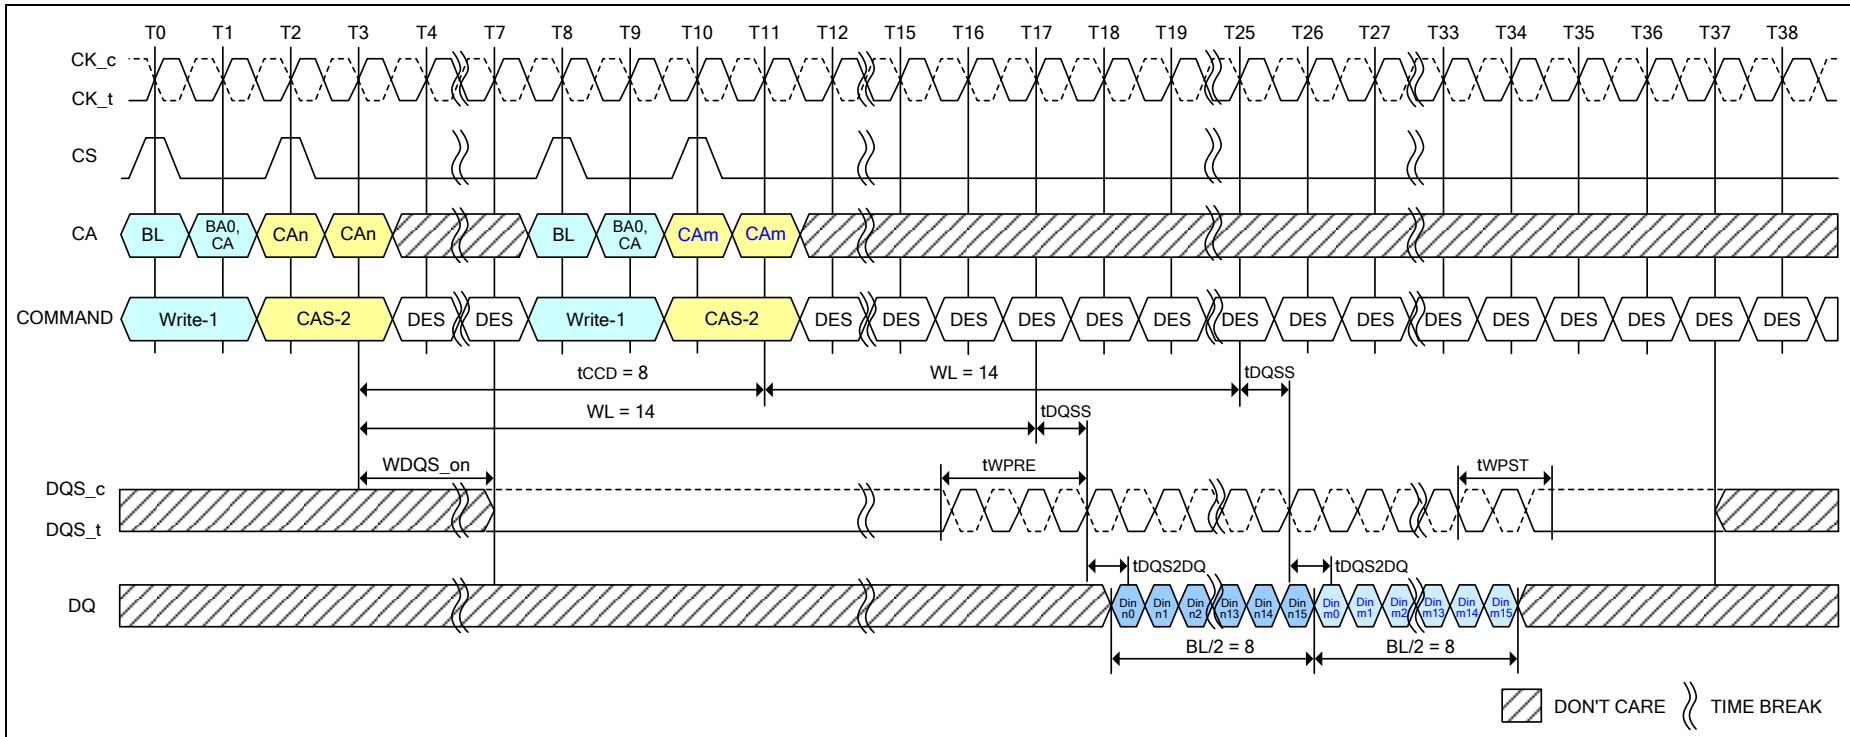 T0 T1 T2 T3 T4 T7 T8 T9 T10 T11 T12 T15 T16 T17 T18 T19 T25 T26 T27 T33 T34 T35 T36 T37 T38
CK_c
CK_t
CS
CA BL BA0, CA CAn CAn BL BA0, CA CAm CAm
COMMAND Write-1 CAS-2 DES DES Write-1 CAS-2 DES DES DES DES DES DES DES DES DES DES DES DES DES DES DES
tCCD = 8 WL = 14 tDQSS
WL = 14 tDQSS
WDQS_on tWPRE tWPST
DQS_c
DQS_t
tDQS2DQ tDQS2DQ
DQ Din n0 Din n1 Din n2 Din n13 Din n14 Din n15 Din m0 Din m1 Din m2 Din m13 Din m14 Din m15
BL/2 = 8 BL/2 = 8
DON'T CARE TIME BREAK